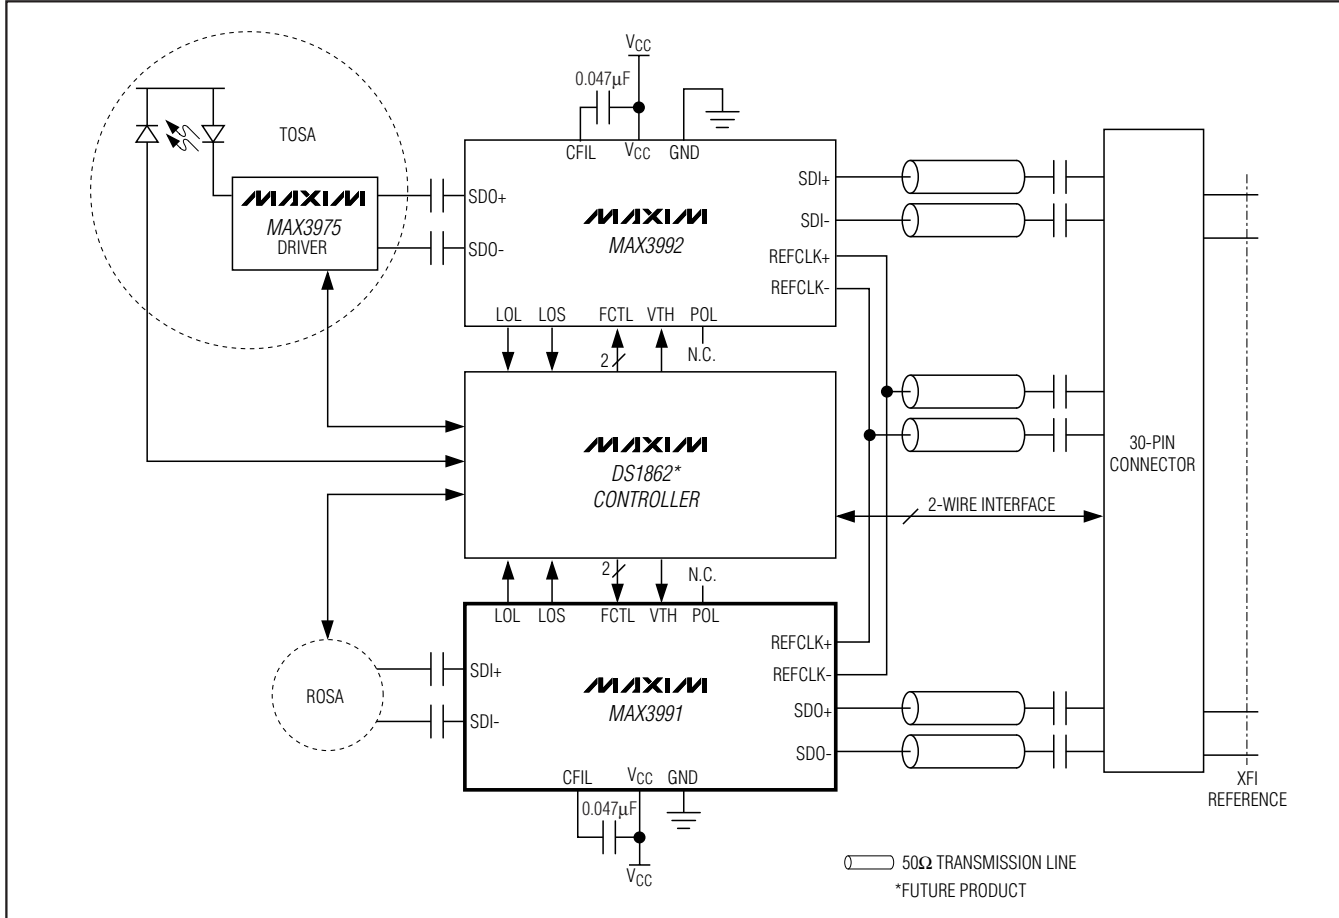 VCC
0.047µF
CFIL VCC GND
TOSA
MAXIM
MAX3975
DRIVER
SDO+
SDO-
MAXIM
MAX3992
SDI+
SDI-
REFCLK+
REFCLK-
LOL LOS FCTL VTH POL
2
N.C.
MAXIM
DS1862*
CONTROLLER
30-PIN
CONNECTOR
2-WIRE INTERFACE
2
N.C.
LOL LOS FCTL VTH POL
ROSA
SDI+
SDI-
MAXIM
MAX3991
REFCLK+
REFCLK-
SDO+
SDO-
CFIL VCC GND
0.047µF
VCC
XFI
REFERENCE
50Ω TRANSMISSION LINE
*FUTURE PRODUCT